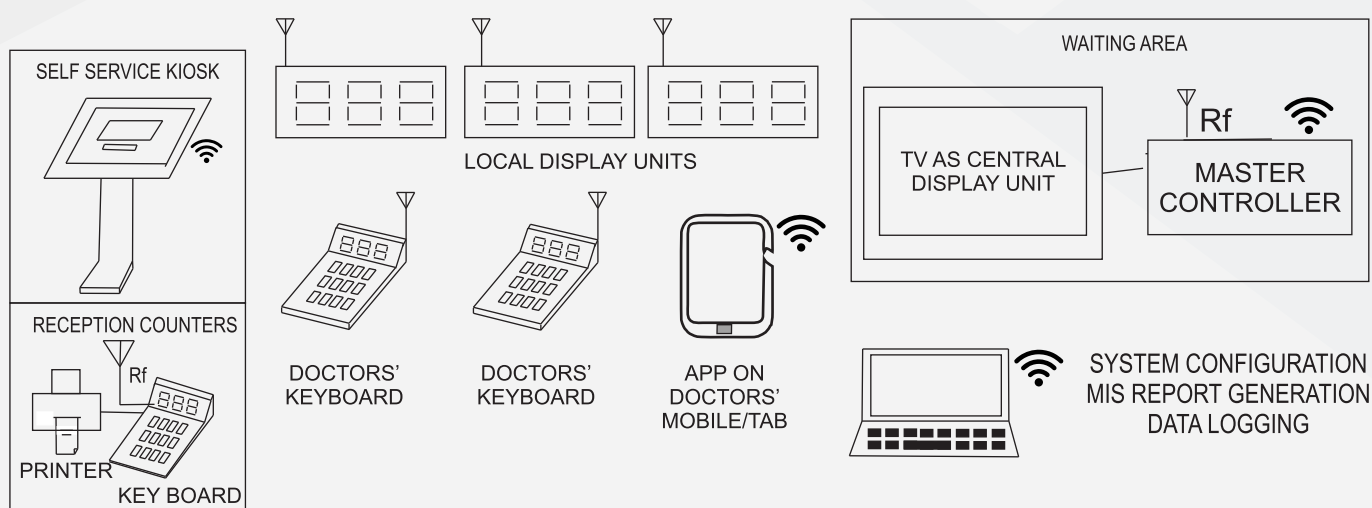 SELF SERVICE KIOSK
RECEPTION COUNTERS
Rf
PRINTER
KEY BOARD
LOCAL DISPLAY UNITS
DOCTORS'
KEYBOARD
DOCTORS'
KEYBOARD
APP ON
DOCTORS'
MOBILE/TAB
WAITING AREA
TV AS CENTRAL
DISPLAY UNIT
Rf
MASTER
CONTROLLER
SYSTEM CONFIGURATION
MIS REPORT GENERATION
DATA LOGGING